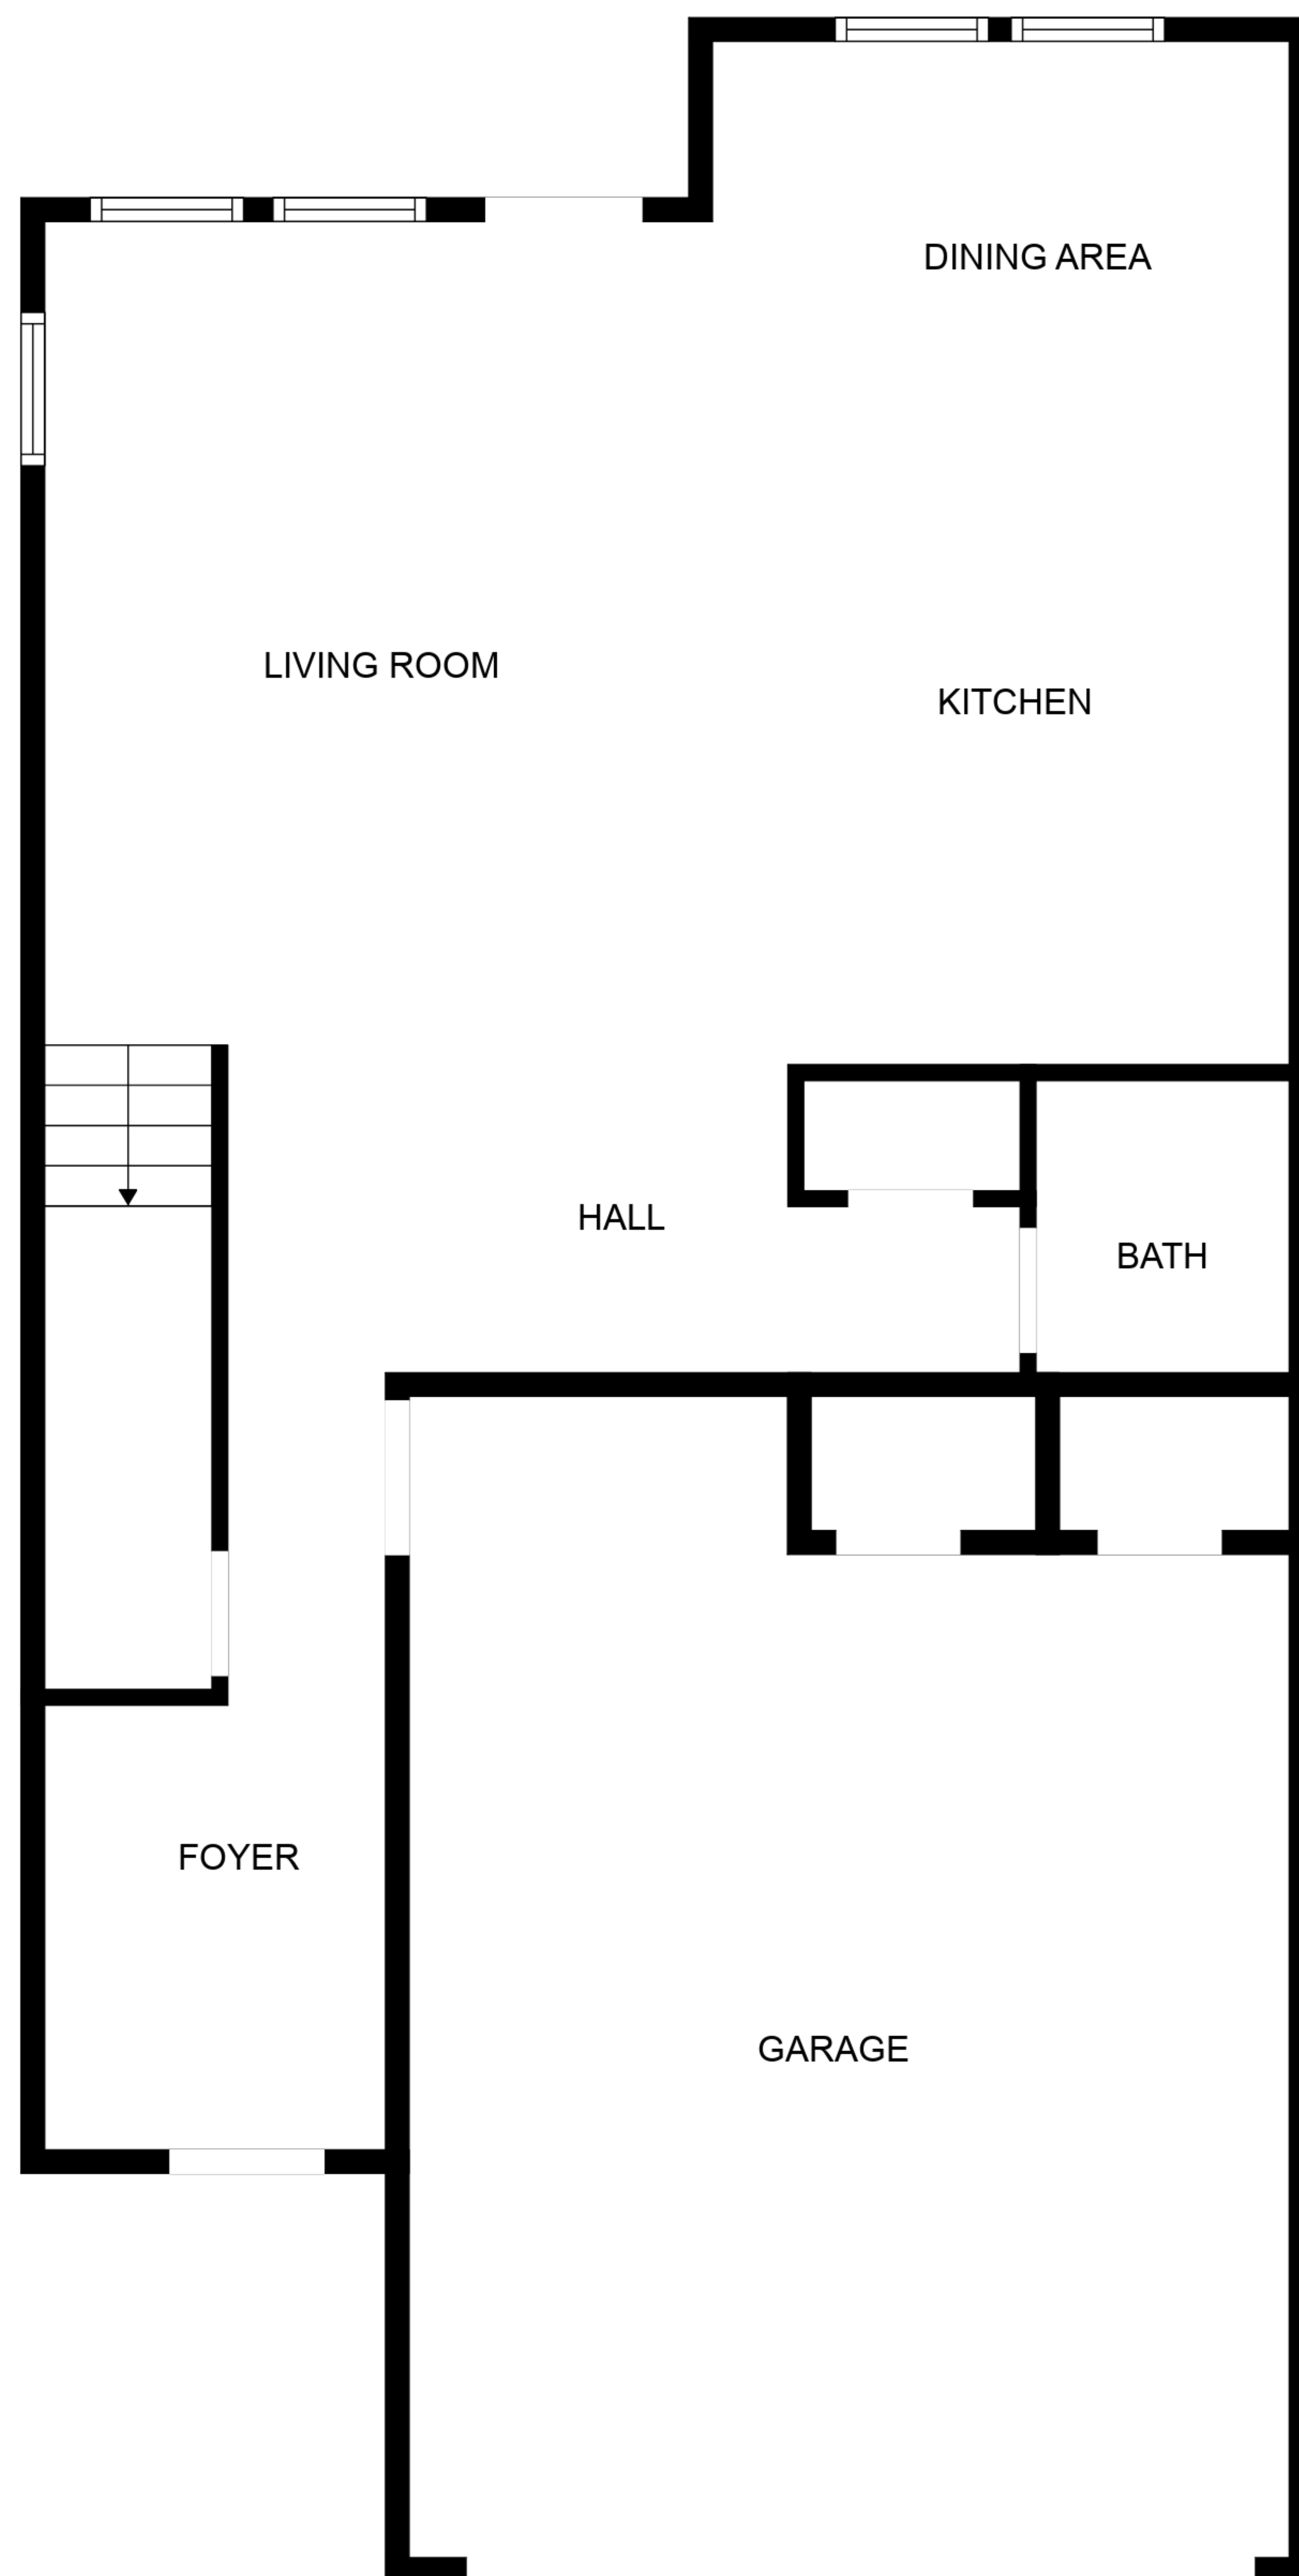 DINING AREA
LIVING ROOM
KITCHEN
HALL
BATH
FOYER
GARAGE